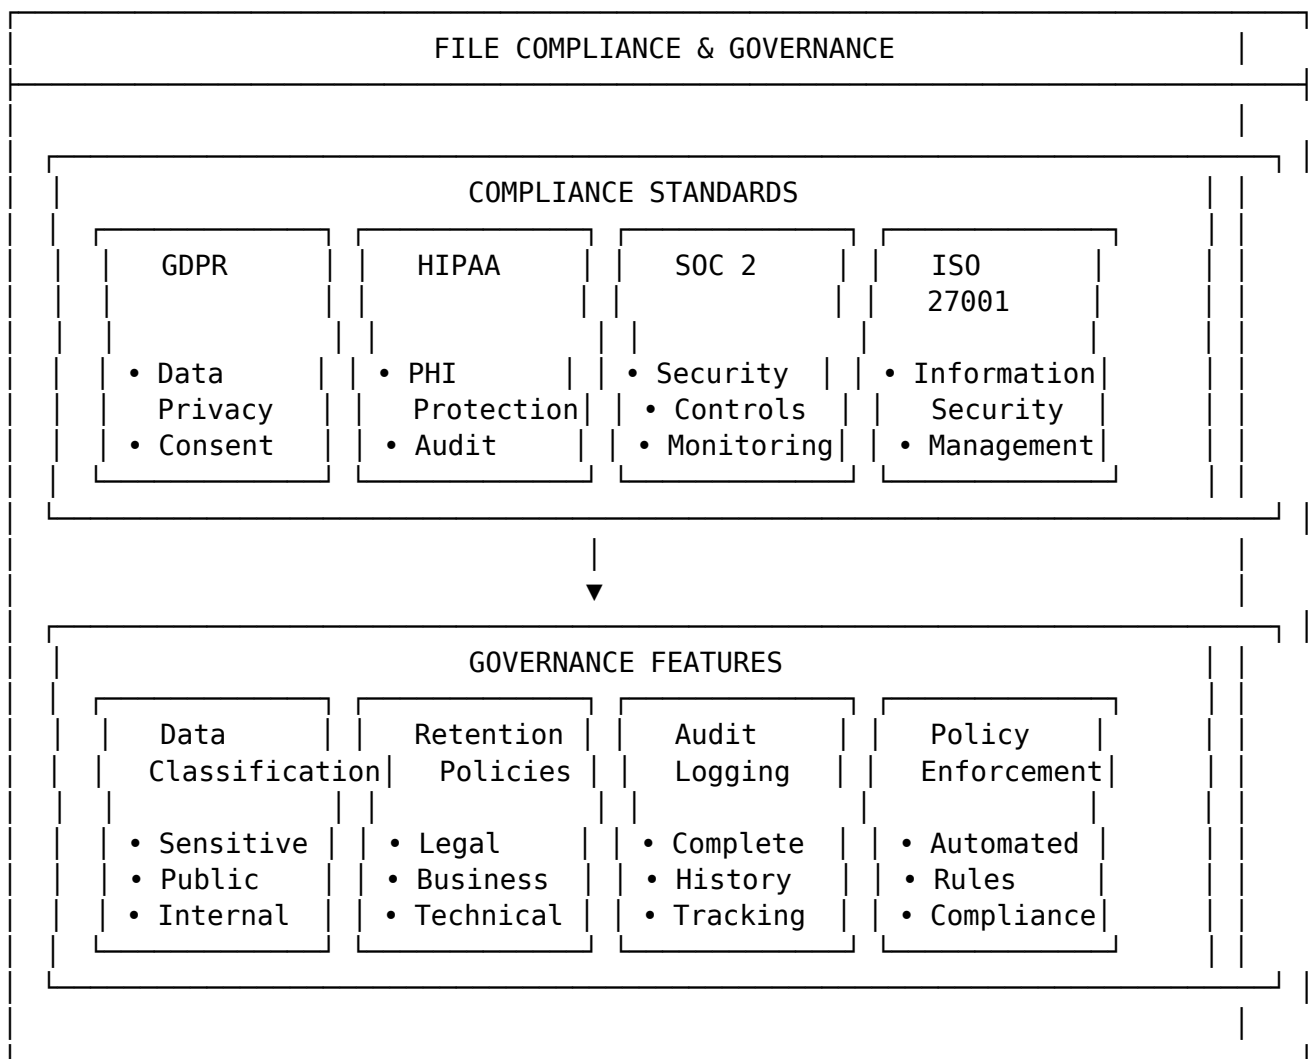 FILE COMPLIANCE & GOVERNANCE
COMPLIANCE STANDARDS
GDPR HIPAA SOC 2 ISO
27001
• Data • PHI • Security • Information
Privacy Protection • Controls Security
• Consent • Audit • Monitoring • Management
▼
GOVERNANCE FEATURES
Data Retention Audit Policy
Classification Policies Logging Enforcement
• Sensitive • Legal • Complete • Automated
• Public • Business • History • Rules
• Internal • Technical • Tracking • Compliance